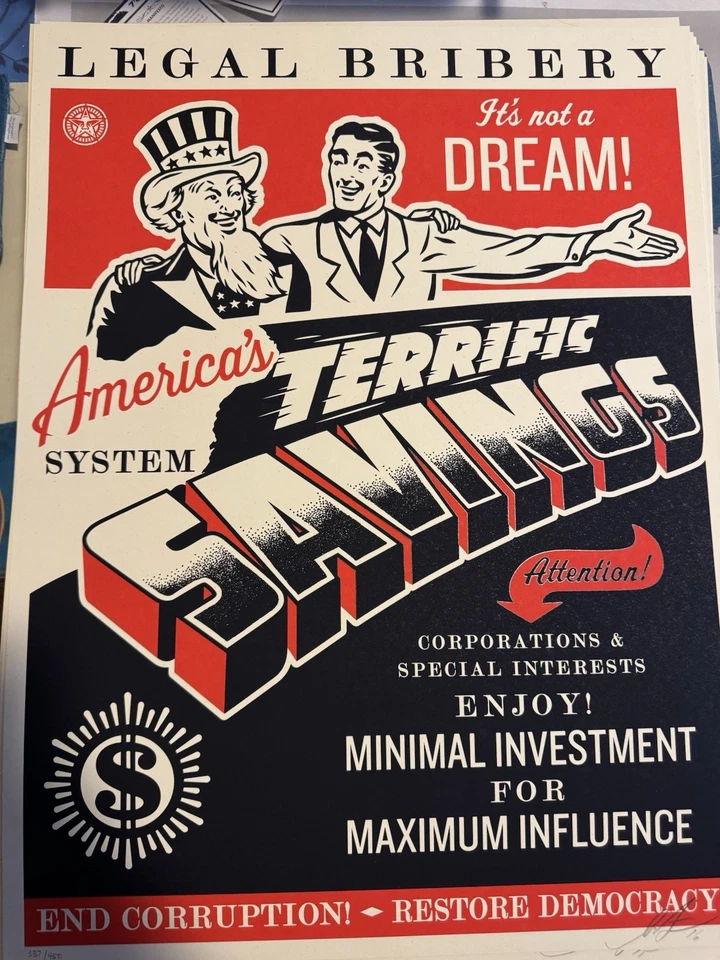 LEGAL BRIBERY
It's not a
DREAM!
America's
TERRIFIC
SYSTEM
SAVINGS
Attention!
CORPORATIONS &
SPECIAL INTERESTS
ENJOY!
MINIMAL INVESTMENT
FOR
MAXIMUM INFLUENCE
$
END CORRUPTION! RESTORE DEMOCRACY